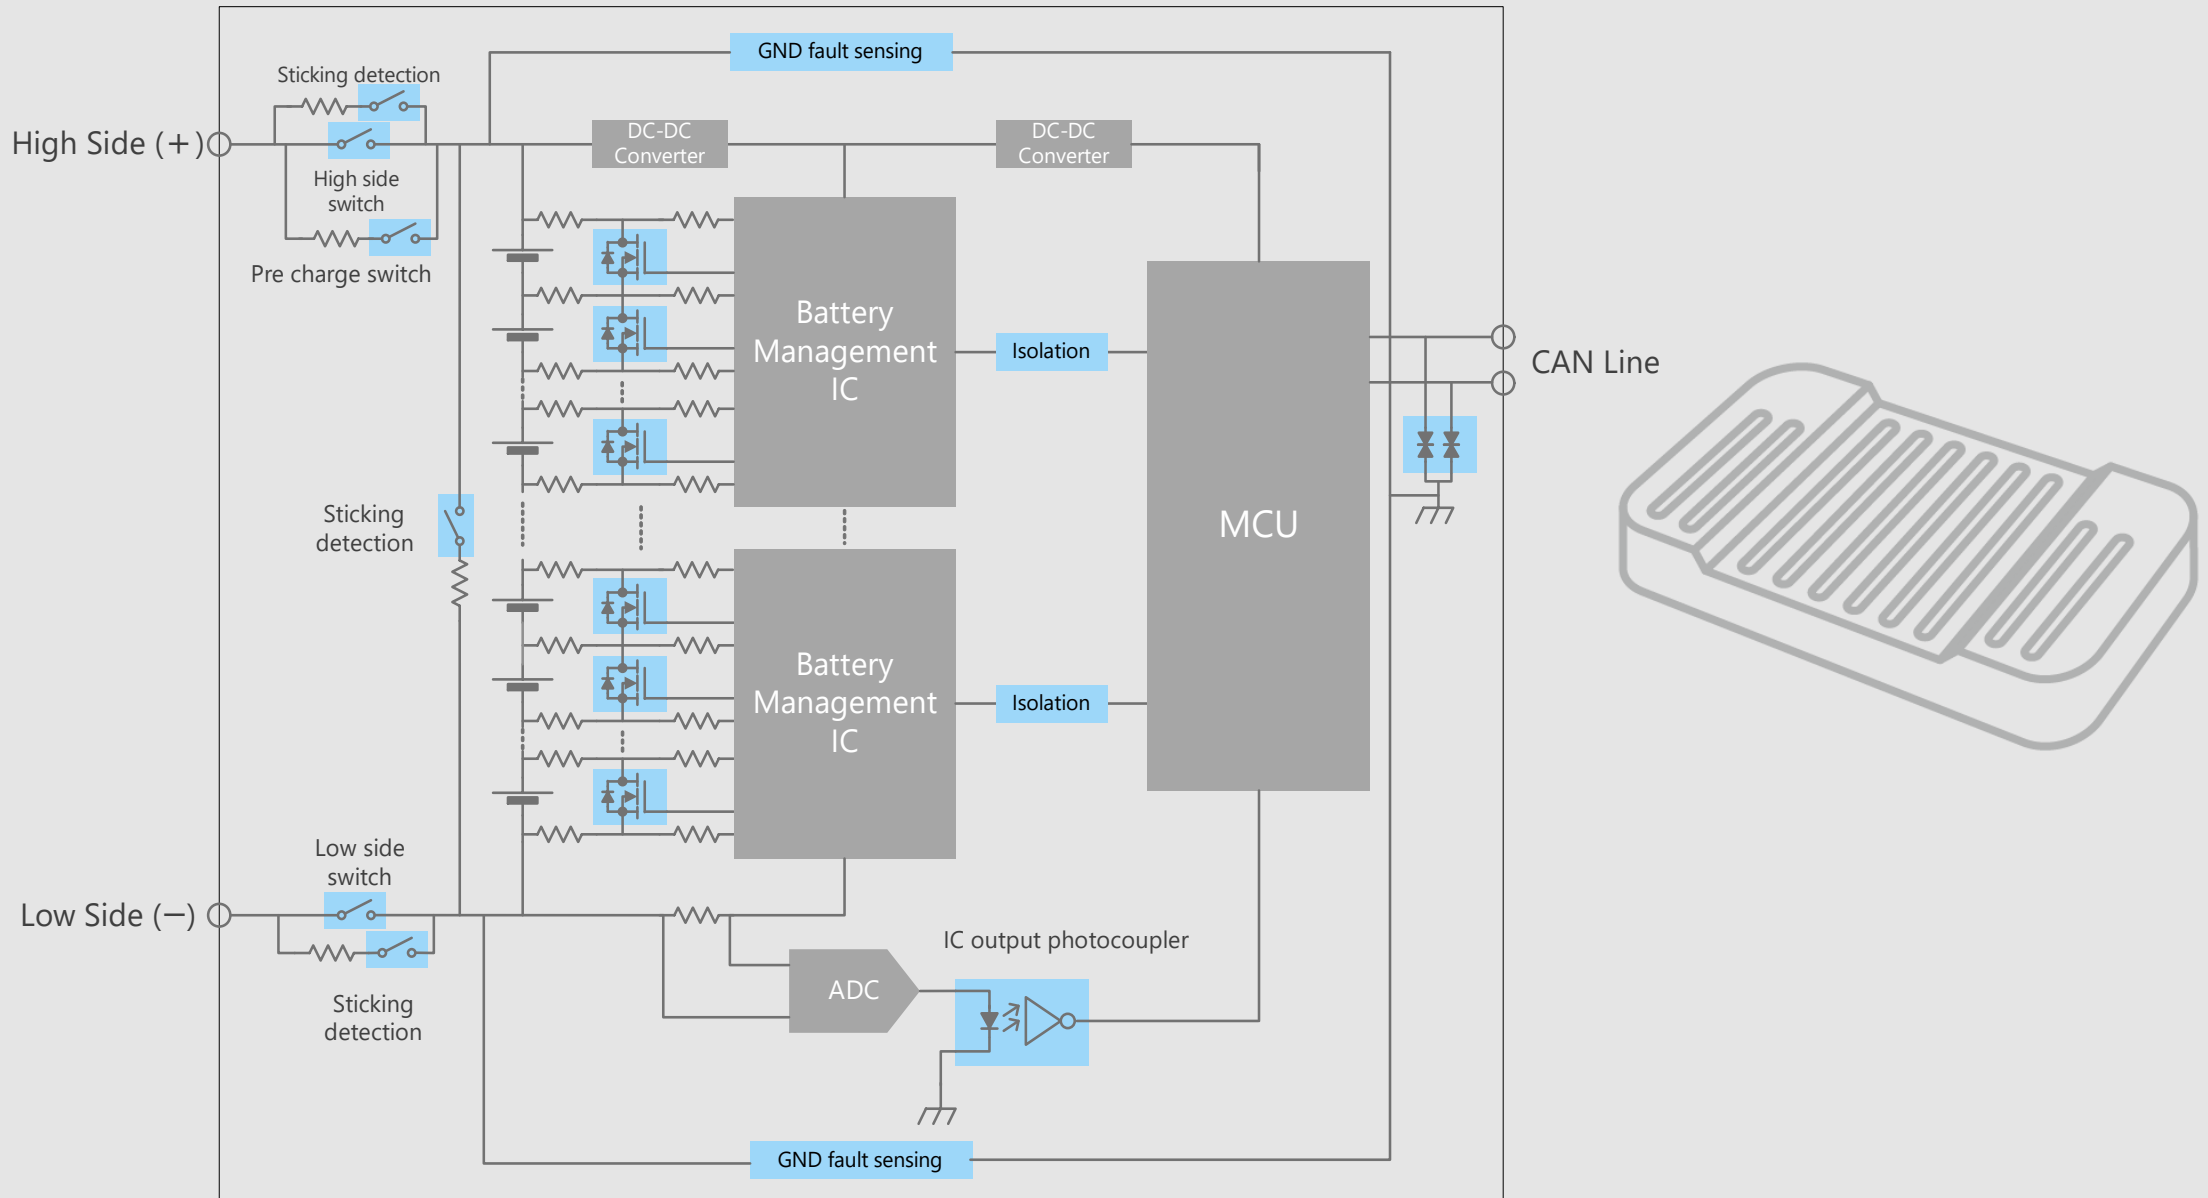 GND fault sensing
Sticking detection
High Side (+)
High side
switch
Pre charge switch
DC-DC
Converter
DC-DC
Converter
Battery
Management
IC
Isolation
MCU
CAN Line
Sticking
detection
Battery
Management
IC
Isolation
Low side
switch
Low Side (−)
Sticking
detection
ADC
IC output photocoupler
GND fault sensing